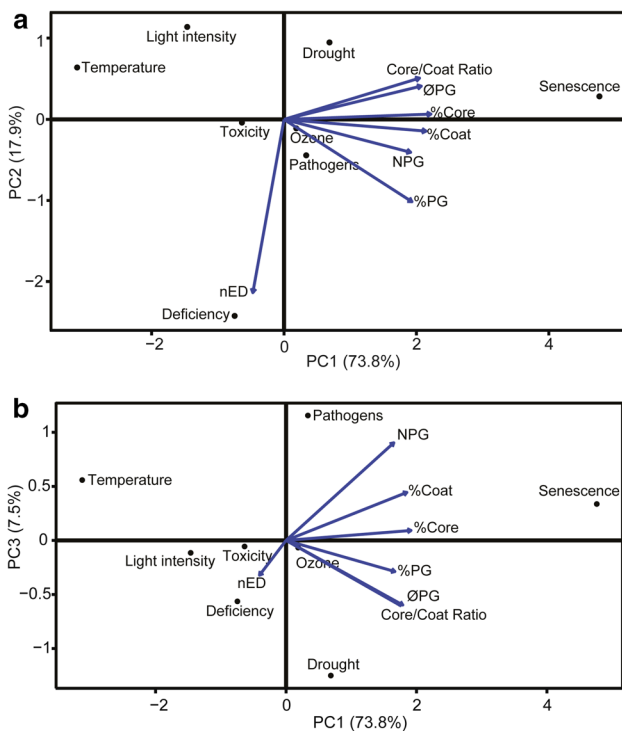 a
Light intensity
Drought
Temperature
Core/Coat Ratio
ØPG
Senescence
%Core
Toxicity
Ozone
%Coat
Pathogens
NPG
%PG
nED
Deficiency
1
0
−1
−2
PC2 (17.9%)
−2
0
2
4
PC1 (73.8%)
b
Pathogens
NPG
Temperature
%Coat
Senescence
%Core
Light intensity
Toxicity
Ozone
nED
%PG
Deficiency
ØPG
Core/Coat Ratio
Drought
1
0.5
0
−0.5
−1
PC3 (7.5%)
−2
0
2
4
PC1 (73.8%)